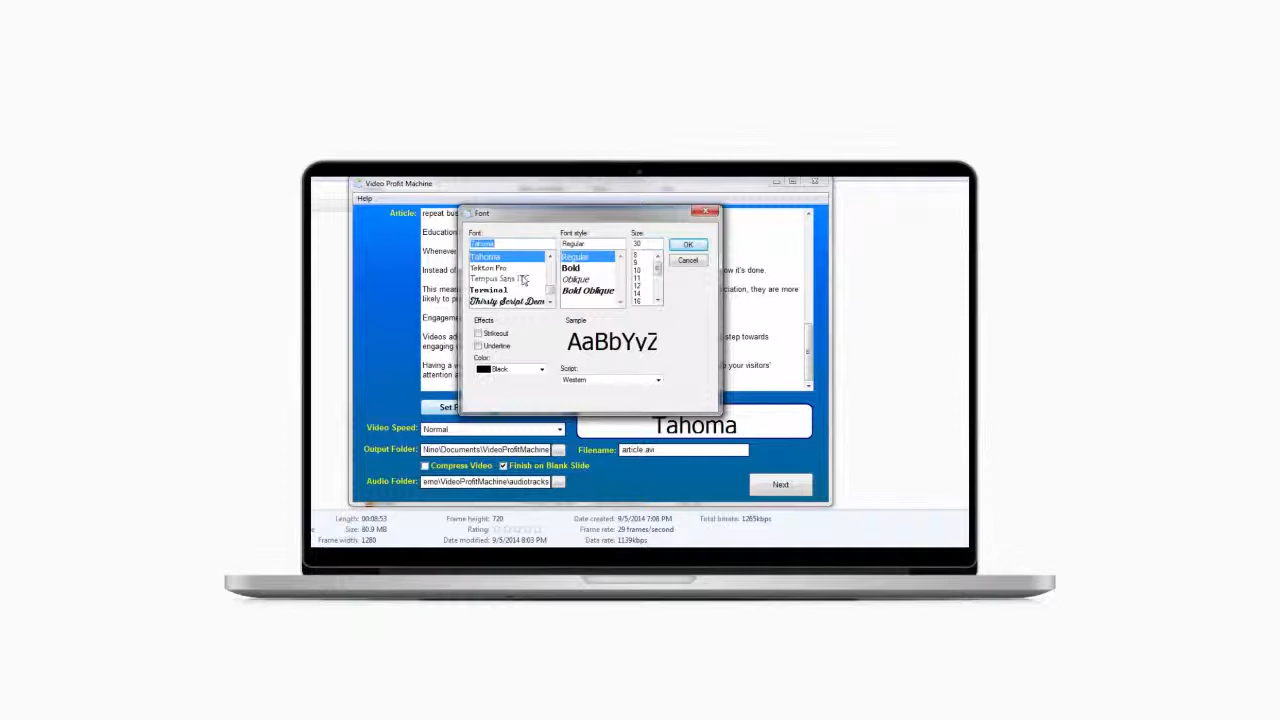 Video Profit Machine
Help
Article:
repeat bus
Educatio
Wheneve
Instead of
ow it's done.
This mean
ociation, they are more
likely to p
Engagem
Videos ad
step towards
engaging v
Having a w
p your visitors'
attention a
Font
Font:
Font style:
Size:
Tahoma
Regular
30
OK
Cancel
Tahoma
Tekton Pro
Tempus Sans ITC
Terminal
Thirsty Script Dem
Regular
Bold
Oblique
Bold Oblique
8
9
10
11
12
14
16
Effects
Strikeout
Underline
Color:
Black
Sample
AaBbYyZ
Script:
Western
Set F
Tahoma
Video Speed:
Normal
Output Folder:
Nino\Documents\VideoProfitMachine
Filename:
article.avi
Compress Video
Finish on Blank Slide
Audio Folder:
emo\VideoProfitMachine\audiotracks
Next
Length: 00:08:53
Frame height: 720
Date created: 9/5/2014 7:06 PM
Total bitrate: 1265kbps
Size: 80.9 MB
Rating:
Frame rate: 29 frames/second
Frame width: 1280
Date modified: 9/5/2014 8:03 PM
Data rate: 1139kbps